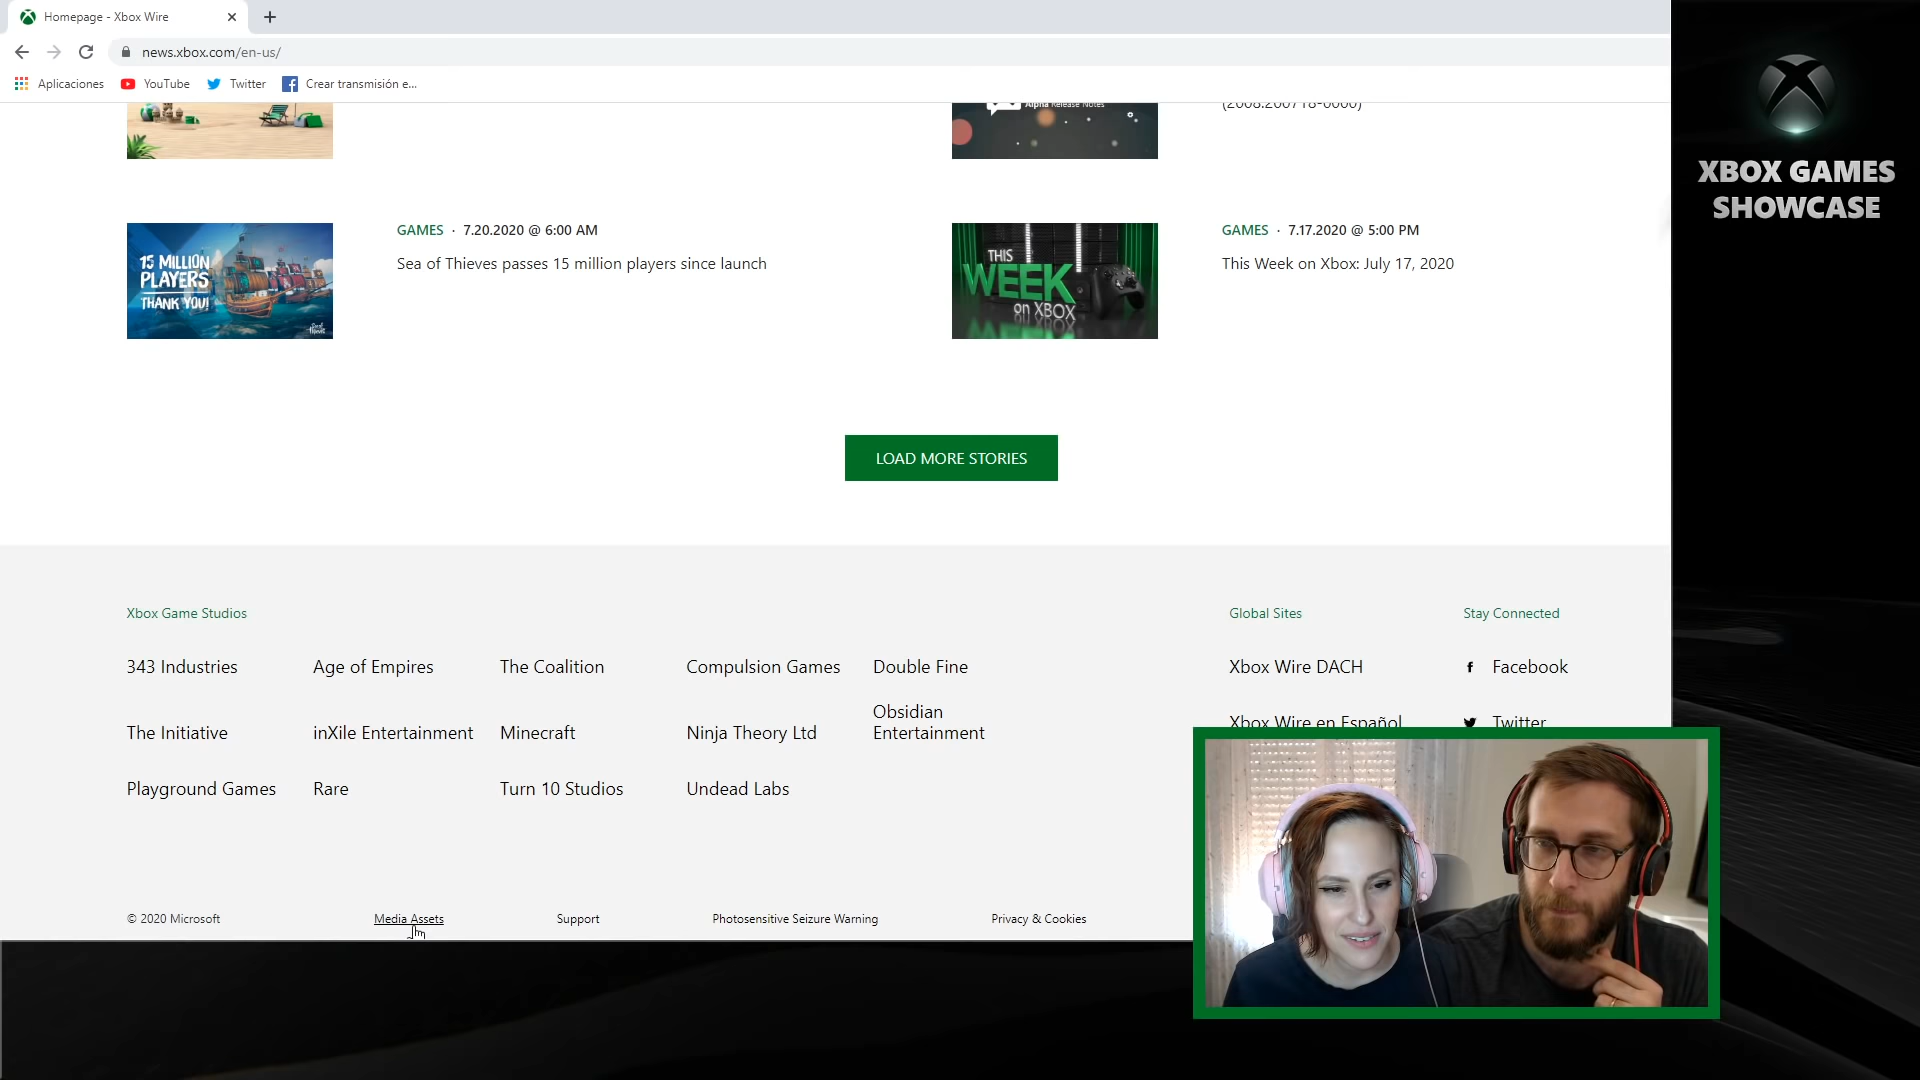 Homepage - Xbox Wire
news.xbox.com/en-us/
Aplicaciones YouTube Twitter Crear transmisión e...
XBOX GAMES
SHOWCASE
Alpha Release Notes
(2008.200718-0000)
GAMES · 7.20.2020 @ 6:00 AM
Sea of Thieves passes 15 million players since launch
15 MILLION
PLAYERS
THANK YOU!
GAMES · 7.17.2020 @ 5:00 PM
This Week on Xbox: July 17, 2020
THIS
WEEK
on XBOX
LOAD MORE STORIES
Xbox Game Studios
343 Industries Age of Empires The Coalition Compulsion Games Double Fine
The Initiative inXile Entertainment Minecraft Ninja Theory Ltd Obsidian
Entertainment
Playground Games Rare Turn 10 Studios Undead Labs
Global Sites
Xbox Wire DACH
Xbox Wire en Español
Stay Connected
Facebook
Twitter
© 2020 Microsoft Media Assets Support Photosensitive Seizure Warning Privacy & Cookies